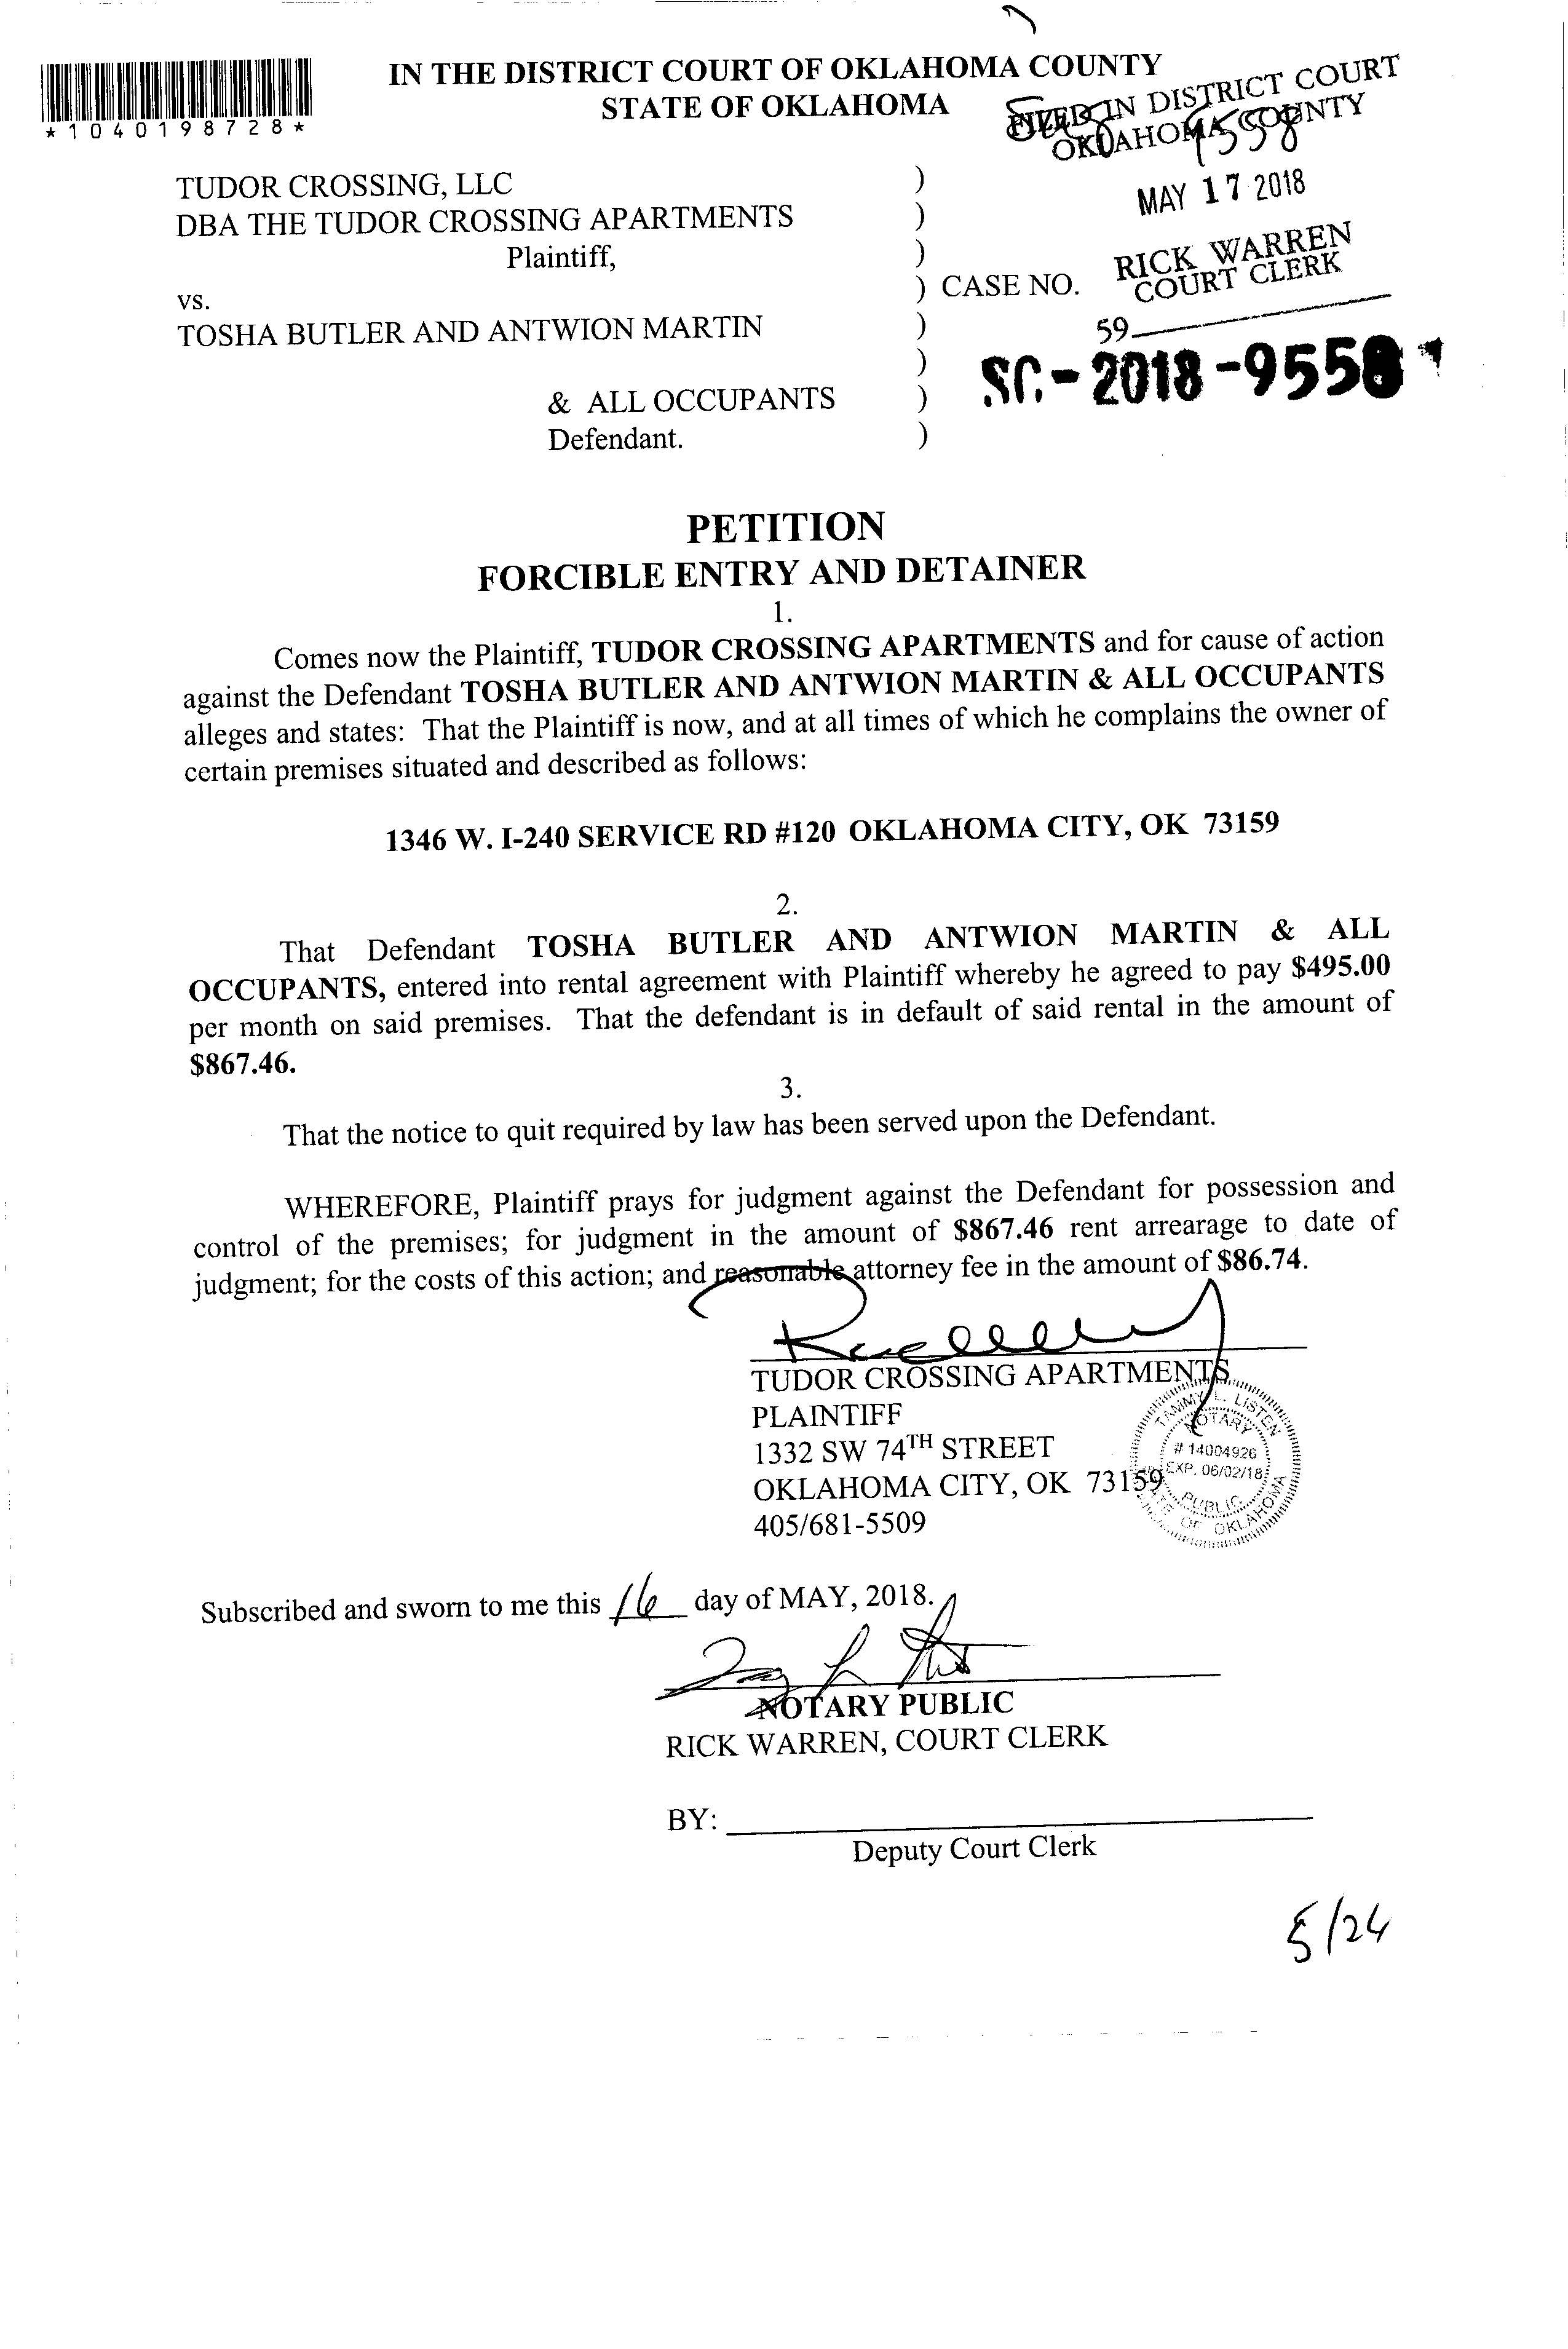 IN THE DISTRICT COURT OF OKLAHOMA COUNTY
STATE OF OKLAHOMA
*1040198728*
FILED IN DISTRICT COURT
OKLAHOMA COUNTY
9558
MAY 17 2018
RICK WARREN
COURT CLERK
59
SC-2018-9558
TUDOR CROSSING, LLC )
DBA THE TUDOR CROSSING APARTMENTS )
Plaintiff, )
) CASE NO.
vs.
TOSHA BUTLER AND ANTWION MARTIN )
)
& ALL OCCUPANTS )
Defendant. )
PETITION
FORCIBLE ENTRY AND DETAINER
1.
Comes now the Plaintiff, TUDOR CROSSING APARTMENTS and for cause of action
against the Defendant TOSHA BUTLER AND ANTWION MARTIN & ALL OCCUPANTS
alleges and states: That the Plaintiff is now, and at all times of which he complains the owner of
certain premises situated and described as follows:
1346 W. I-240 SERVICE RD #120 OKLAHOMA CITY, OK 73159
2.
That Defendant TOSHA BUTLER AND ANTWION MARTIN & ALL
OCCUPANTS, entered into rental agreement with Plaintiff whereby he agreed to pay $495.00
per month on said premises. That the defendant is in default of said rental in the amount of
$867.46.
3.
That the notice to quit required by law has been served upon the Defendant.
WHEREFORE, Plaintiff prays for judgment against the Defendant for possession and
control of the premises; for judgment in the amount of $867.46 rent arrearage to date of
judgment; for the costs of this action; and reasonable attorney fee in the amount of $86.74.
TUDOR CROSSING APARTMENTS
PLAINTIFF
1332 SW 74TH STREET
OKLAHOMA CITY, OK 73159
405/681-5509
TAMMY L. LISTEN
NOTARY
# 14004926
EXP. 06/02/18
PUBLIC
STATE OF OKLAHOMA
Subscribed and sworn to me this 16 day of MAY, 2018.
NOTARY PUBLIC
RICK WARREN, COURT CLERK
BY:
Deputy Court Clerk
5/24